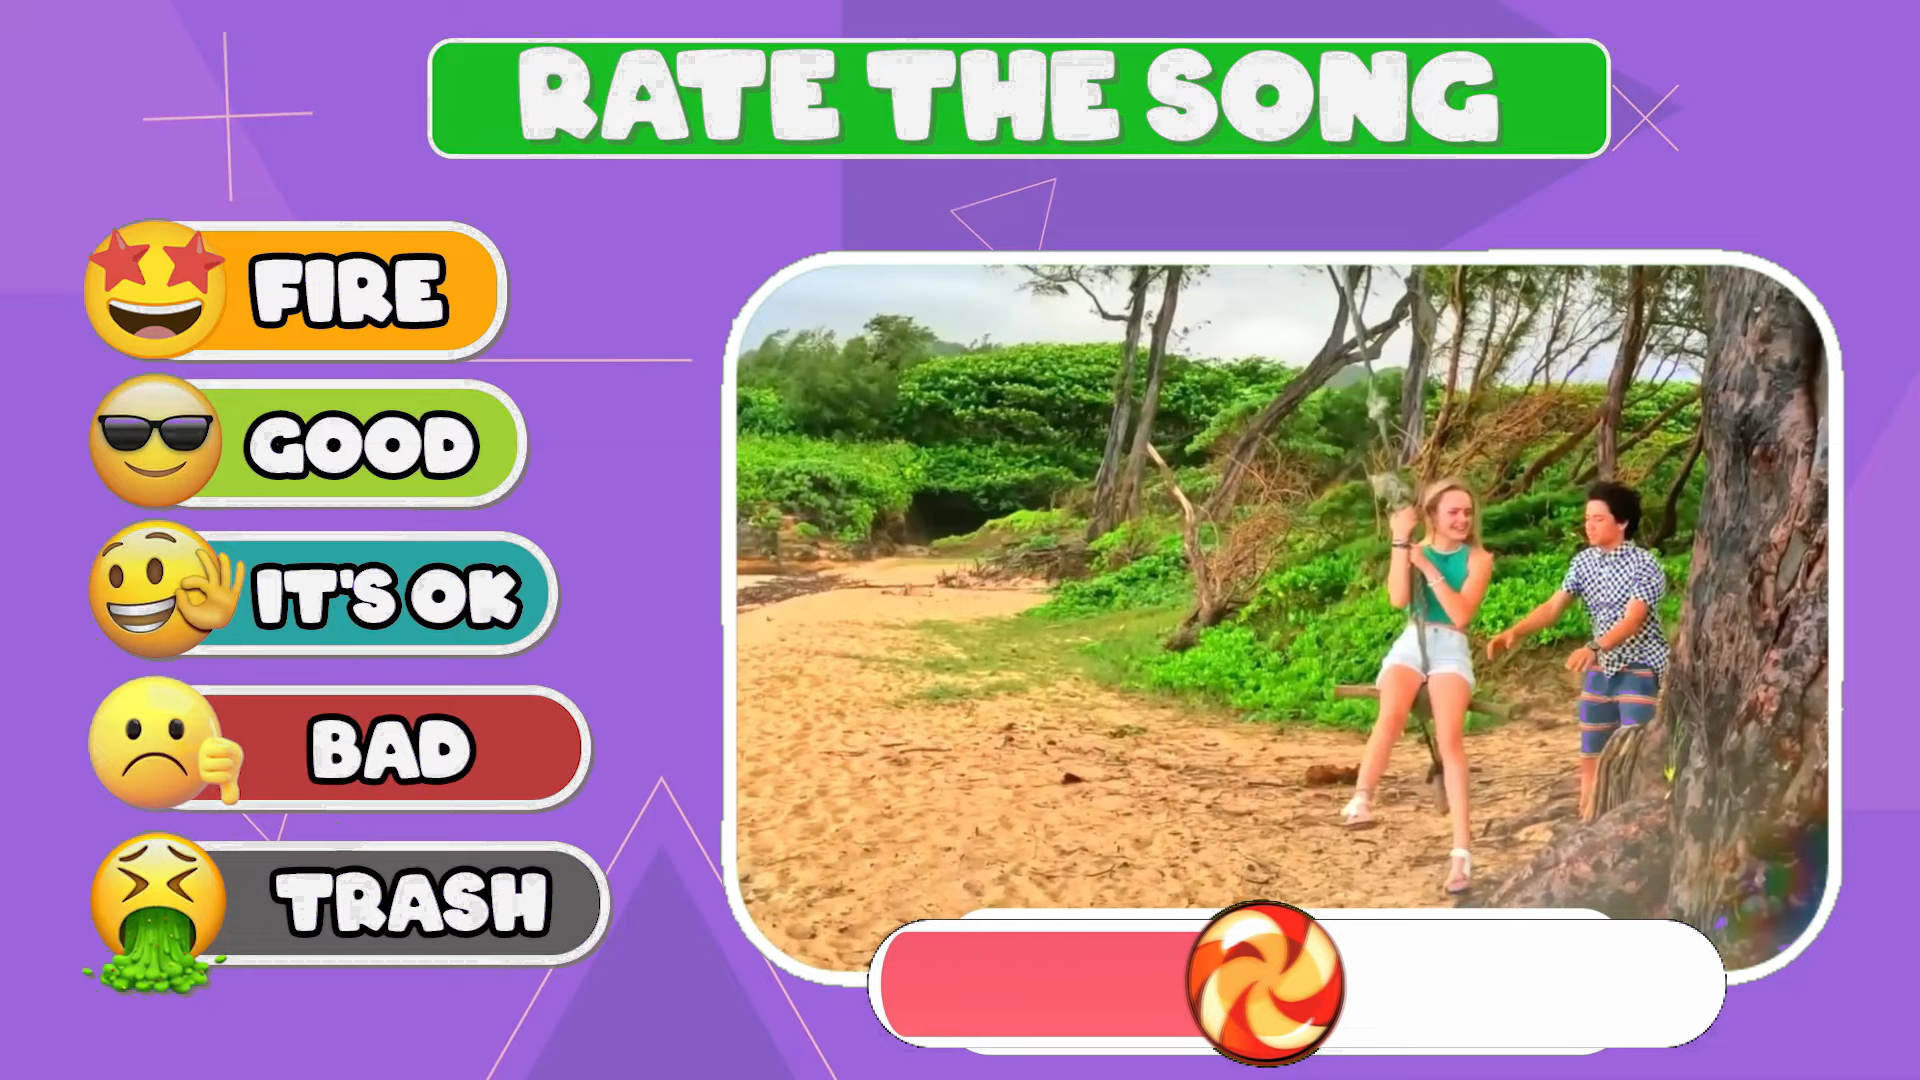 RATE THE SONG
FIRE
GOOD
IT'S OK
BAD
TRASH